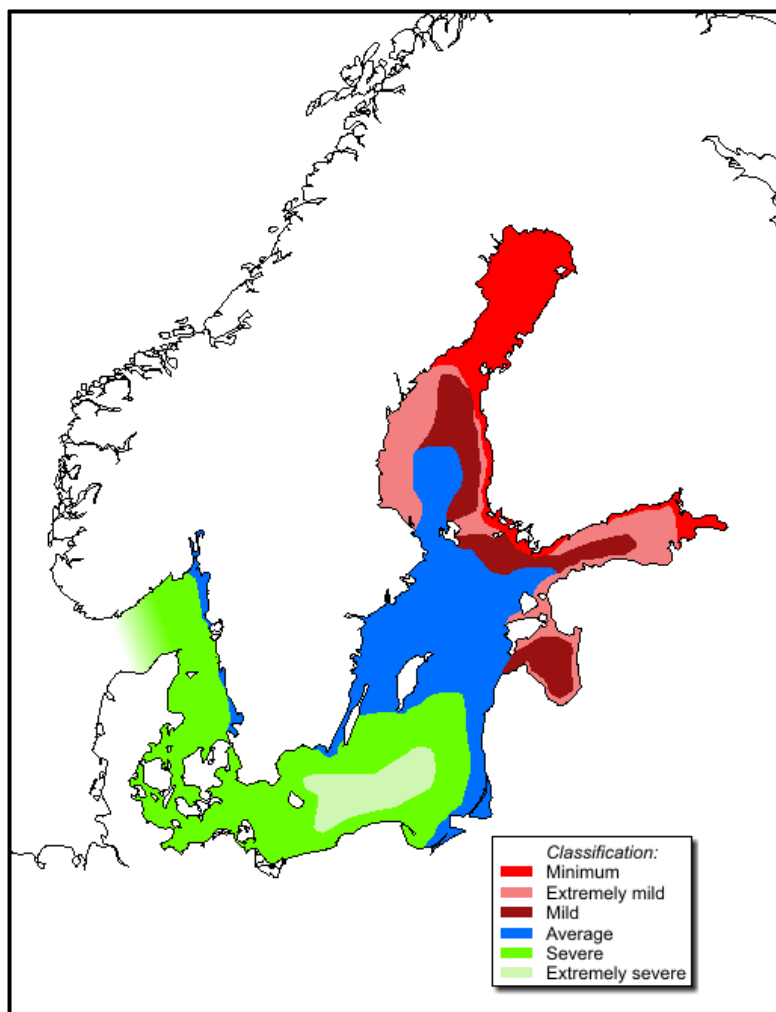 Classification:
Minimum
Extremely mild
Mild
Average
Severe
Extremely severe